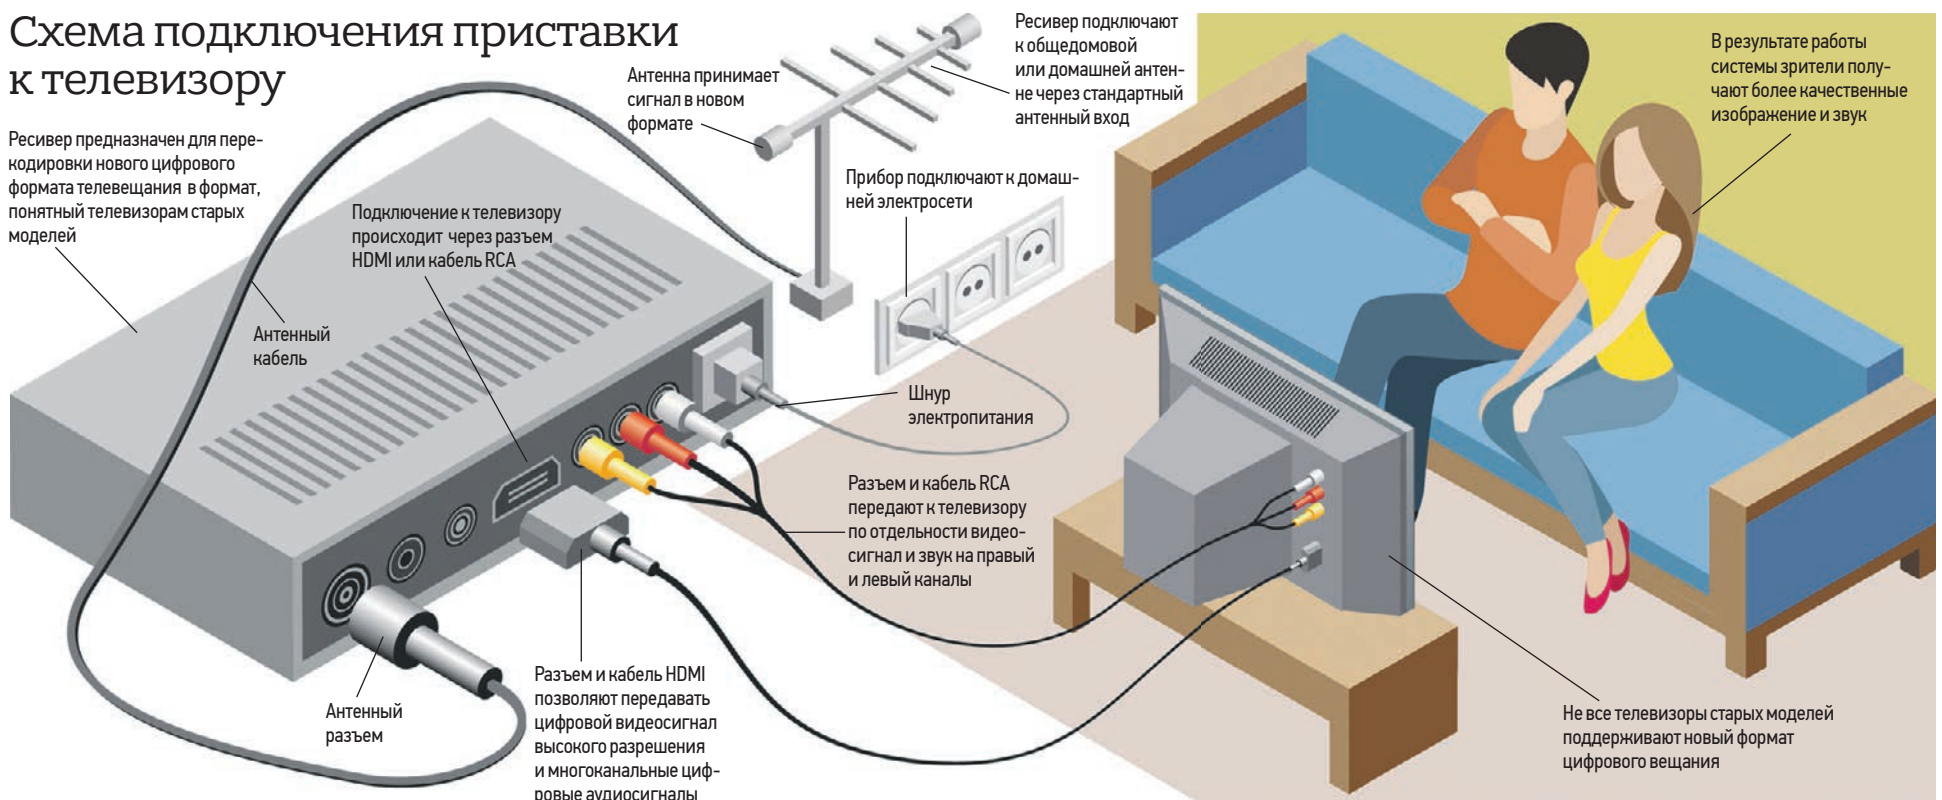 Схема подключения приставки
к телевизору
Ресивер предназначен для пере-
кодировки нового цифрового
формата телевещания в формат,
понятный телевизорам старых
моделей
Подключение к телевизору
происходит через разъем
HDMI или кабель RCA
Антенный
кабель
Антенна принимает
сигнал в новом
формате
Ресивер подключают
к общедомовой
или домашней антен-
не через стандартный
антенный вход
Прибор подключают к домаш-
ней электросети
В результате работы
системы зрители полу-
чают более качественные
изображение и звук
Шнур
электропитания
Разъем и кабель RCA
передают к телевизору
по отдельности видео-
сигнал и звук на правый
и левый каналы
Антенный
разъем
Разъем и кабель HDMI
позволяют передавать
цифровой видеосигнал
высокого разрешения
и многоканальные циф-
ровые аудиосигналы
Не все телевизоры старых моделей
поддерживают новый формат
цифрового вещания